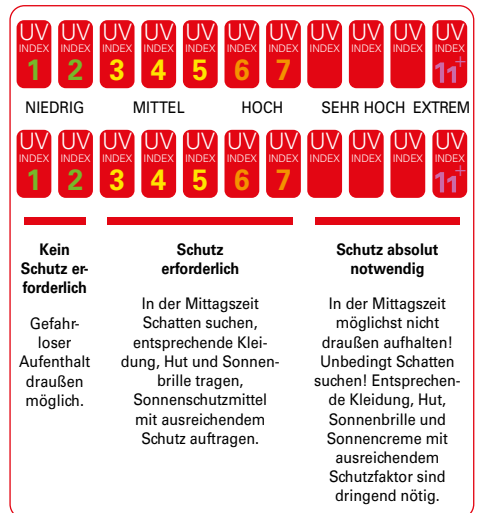 UV UV UV UV UV UV UV UV UV UV UV
INDEX INDEX INDEX INDEX INDEX INDEX INDEX INDEX INDEX INDEX INDEX
1 2 3 4 5 6 7 11+
NIEDRIG MITTEL HOCH SEHR HOCH EXTREM
UV UV UV UV UV UV UV UV UV UV UV
INDEX INDEX INDEX INDEX INDEX INDEX INDEX INDEX INDEX INDEX INDEX
1 2 3 4 5 6 7 11+
Kein
Schutz er-
forderlich
Gefahr-
loser
Aufenthalt
draußen
möglich.
Schutz
erforderlich
In der Mittagszeit
Schatten suchen,
entsprechende Klei-
dung, Hut und Sonnen-
brille tragen,
Sonnenschutzmittel
mit ausreichendem
Schutz auftragen.
Schutz absolut
notwendig
In der Mittagszeit
möglichst nicht
draußen aufhalten!
Unbedingt Schatten
suchen! Entsprechen-
de Kleidung, Hut,
Sonnenbrille und
Sonnencreme mit
ausreichendem
Schutzfaktor sind
dringend nötig.